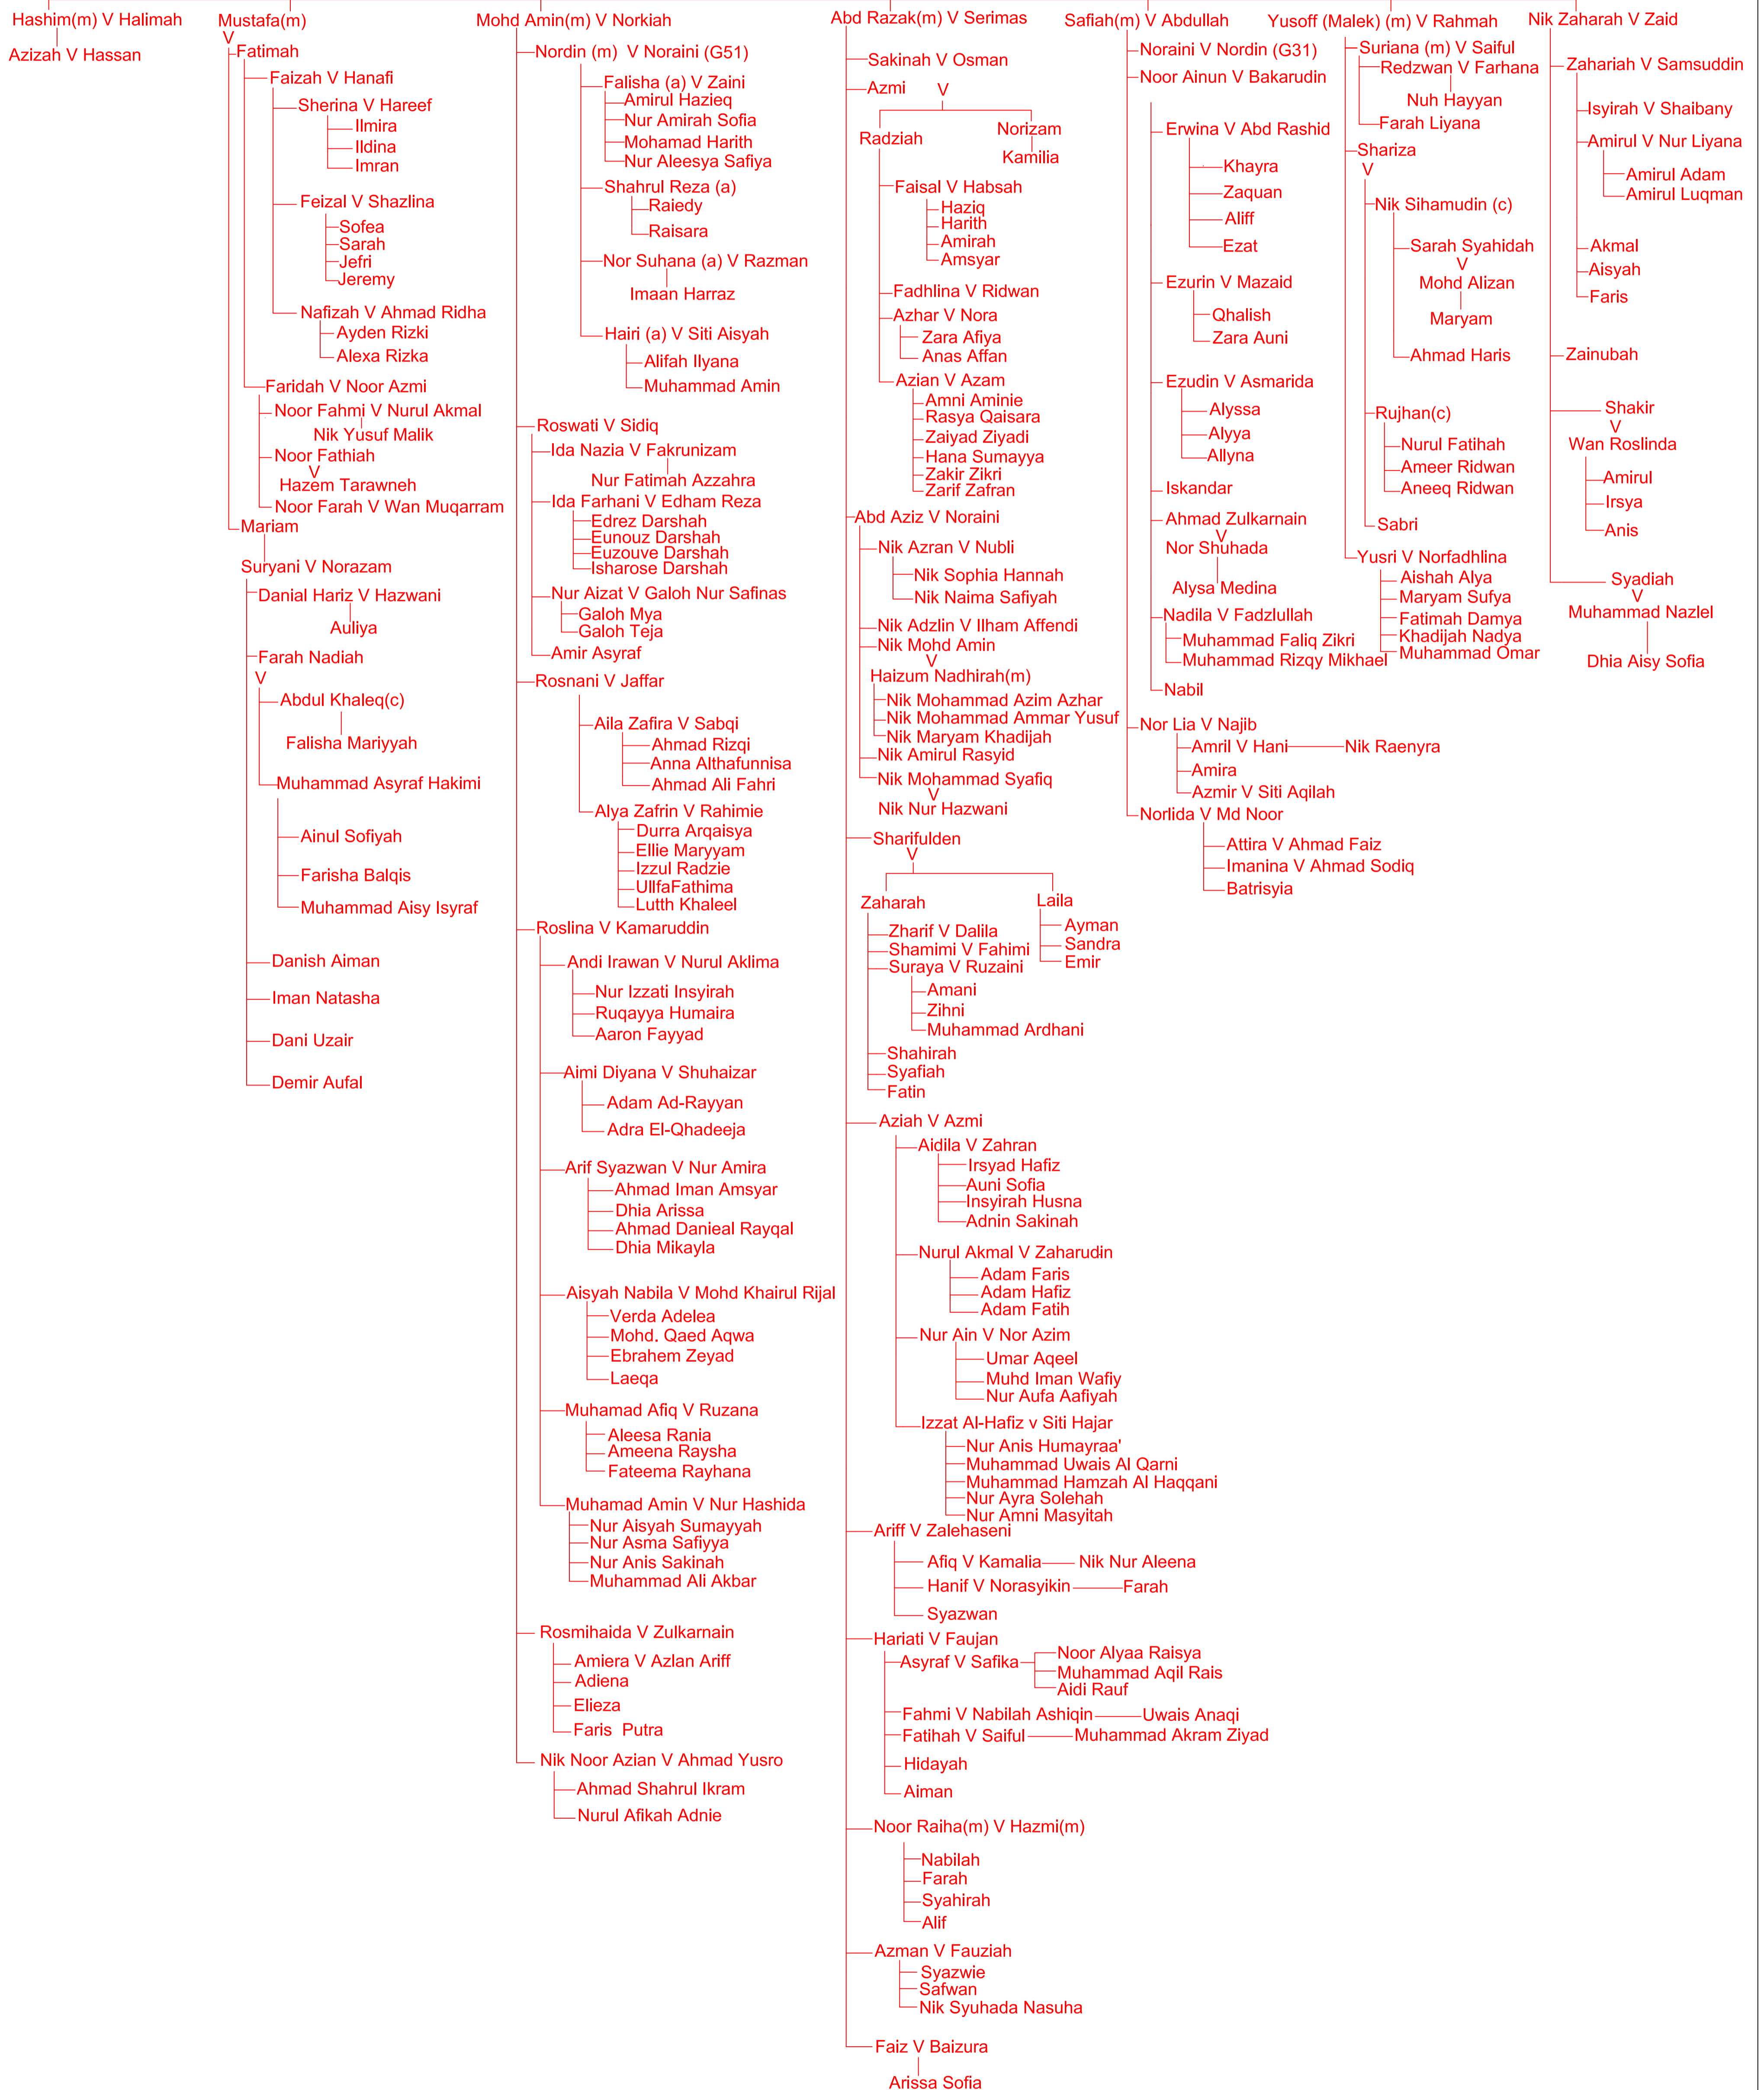 Hashim(m) V Halimah
Azizah V Hassan
Mustafa(m)
V
Fatimah
Faizah V Hanafi
Sherina V Hareef
Ilmira
Ildina
Imran
Feizal V Shazlina
Sofea
Sarah
Jefri
Jeremy
Nafizah V Ahmad Ridha
Ayden Rizki
Alexa Rizka
Faridah V Noor Azmi
Noor Fahmi V Nurul Akmal
Nik Yusuf Malik
Noor Fathiah
V
Hazem Tarawneh
Noor Farah V Wan Muqarram
Mariam
Suryani V Norazam
Danial Hariz V Hazwani
Auliya
Farah Nadiah
V
Abdul Khaleq(c)
Falisha Mariyyah
Muhammad Asyraf Hakimi
Ainul Sofiyah
Farisha Balqis
Muhammad Aisy Isyraf
Danish Aiman
Iman Natasha
Dani Uzair
Demir Aufal
Mohd Amin(m) V Norkiah
Nordin (m) V Noraini (G51)
Falisha (a) V Zaini
Amirul Hazieq
Nur Amirah Sofia
Mohamad Harith
Nur Aleesya Safiya
Shahrul Reza (a)
Raiedy
Raisara
Nor Suhana (a) V Razman
Imaan Harraz
Hairi (a) V Siti Aisyah
Alifah Ilyana
Muhammad Amin
Roswati V Sidiq
Ida Nazia V Fakrunizam
Nur Fatimah Azzahra
Ida Farhani V Edham Reza
Edrez Darshah
Eunouz Darshah
Euzouve Darshah
Isharose Darshah
Nur Aizat V Galoh Nur Safinas
Galoh Mya
Galoh Teja
Amir Asyraf
Rosnani V Jaffar
Aila Zafira V Sabqi
Ahmad Rizqi
Anna Althafunnisa
Ahmad Ali Fahri
Alya Zafrin V Rahimie
Durra Arqaisya
Ellie Maryyam
Izzul Radzie
UllfaFathima
Lutth Khaleel
Roslina V Kamaruddin
Andi Irawan V Nurul Aklima
Nur Izzati Insyirah
Ruqayya Humaira
Aaron Fayyad
Aimi Diyana V Shuhaizar
Adam Ad-Rayyan
Adra El-Qhadeeja
Arif Syazwan V Nur Amira
Ahmad Iman Amsyar
Dhia Arissa
Ahmad Danieal Rayqal
Dhia Mikayla
Aisyah Nabila V Mohd Khairul Rijal
Verda Adelea
Mohd. Qaed Aqwa
Ebrahem Zeyad
Laeqa
Muhamad Afiq V Ruzana
Aleesa Rania
Ameena Raysha
Fateema Rayhana
Muhamad Amin V Nur Hashida
Nur Aisyah Sumayyah
Nur Asma Safiyya
Nur Anis Sakinah
Muhammad Ali Akbar
Rosmihaida V Zulkarnain
Amiera V Azlan Ariff
Adiena
Elieza
Faris Putra
Nik Noor Azian V Ahmad Yusro
Ahmad Shahrul Ikram
Nurul Afikah Adnie
Abd Razak(m) V Serimas
Sakinah V Osman
Azmi
V
Radziah
Norizam
Kamilia
Faisal V Habsah
Haziq
Harith
Amirah
Amsyar
Fadhlina V Ridwan
Azhar V Nora
Zara Afiya
Anas Affan
Azian V Azam
Amni Aminie
Rasya Qaisara
Zaiyad Ziyadi
Hana Sumayya
Zakir Zikri
Zarif Zafran
Abd Aziz V Noraini
Nik Azran V Nubli
Nik Sophia Hannah
Nik Naima Safiyah
Nik Adzlin V Ilham Affendi
Nik Mohd Amin
V
Haizum Nadhirah(m)
Nik Mohammad Azim Azhar
Nik Mohammad Ammar Yusuf
Nik Maryam Khadijah
Nik Amirul Rasyid
Nik Mohammad Syafiq
V
Nik Nur Hazwani
Sharifulden
V
Zaharah
Laila
Ayman
Sandra
Emir
Zharif V Dalila
Shamimi V Fahimi
Suraya V Ruzaini
Amani
Zihni
Muhammad Ardhani
Shahirah
Syafiah
Fatin
Aziah V Azmi
Aidila V Zahran
Irsyad Hafiz
Auni Sofia
Insyirah Husna
Adnin Sakinah
Nurul Akmal V Zaharudin
Adam Faris
Adam Hafiz
Adam Fatih
Nur Ain V Nor Azim
Umar Aqeel
Muhd Iman Wafiy
Nur Aufa Aafiyah
Izzat Al-Hafiz v Siti Hajar
Nur Anis Humayraa'
Muhammad Uwais Al Qarni
Muhammad Hamzah Al Haqqani
Nur Ayra Solehah
Nur Amni Masyitah
Ariff V Zalehaseni
Afiq V Kamalia Nik Nur Aleena
Hanif V Norasyikin Farah
Syazwan
Hariati V Faujan
Asyraf V Safika
Noor Alyaa Raisya
Muhammad Aqil Rais
Aidi Rauf
Fahmi V Nabilah Ashiqin Uwais Anaqi
Fatihah V Saiful Muhammad Akram Ziyad
Hidayah
Aiman
Noor Raiha(m) V Hazmi(m)
Nabilah
Farah
Syahirah
Alif
Azman V Fauziah
Syazwie
Safwan
Nik Syuhada Nasuha
Faiz V Baizura
Arissa Sofia
Safiah(m) V Abdullah
Noraini V Nordin (G31)
Noor Ainun V Bakarudin
Erwina V Abd Rashid
Khayra
Zaquan
Aliff
Ezat
Ezurin V Mazaid
Qhalish
Zara Auni
Ezudin V Asmarida
Alyssa
Alyya
Allyna
Iskandar
Ahmad Zulkarnain
V
Nor Shuhada
Alysa Medina
Nadila V Fadzlullah
Muhammad Faliq Zikri
Muhammad Rizqy Mikhael
Nabil
Nor Lia V Najib
Amril V Hani Nik Raenyra
Amira
Azmir V Siti Aqilah
Norlida V Md Noor
Attira V Ahmad Faiz
Imanina V Ahmad Sodiq
Batrisyia
Yusoff (Malek) (m) V Rahmah
Suriana (m) V Saiful
Redzwan V Farhana
Nuh Hayyan
Farah Liyana
Shariza
V
Nik Sihamudin (c)
Sarah Syahidah
V
Mohd Alizan
Maryam
Ahmad Haris
Rujhan(c)
Nurul Fatihah
Ameer Ridwan
Aneeq Ridwan
Sabri
Yusri V Norfadhlina
Aishah Alya
Maryam Sufya
Fatimah Damya
Khadijah Nadya
Muhammad Omar
Nik Zaharah V Zaid
Zahariah V Samsuddin
Isyirah V Shaibany
Amirul V Nur Liyana
Amirul Adam
Amirul Luqman
Akmal
Aisyah
Faris
Zainubah
Shakir
V
Wan Roslinda
Amirul
Irsya
Anis
Syadiah
V
Muhammad Nazlel
Dhia Aisy Sofia